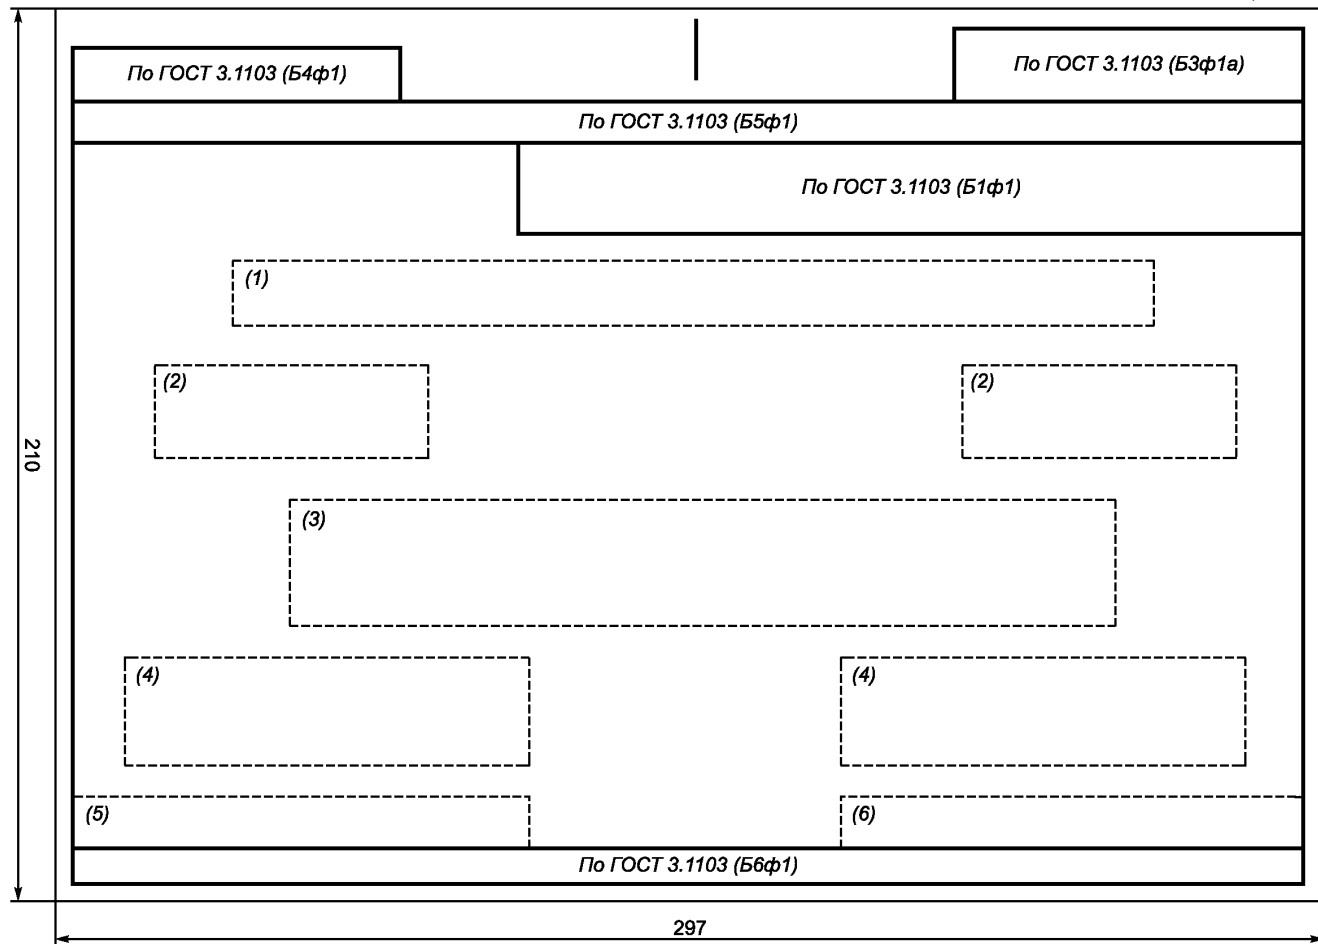 По ГОСТ 3.1103 (Б4ф1)
По ГОСТ 3.1103 (Б3ф1а)
По ГОСТ 3.1103 (Б5ф1)
По ГОСТ 3.1103 (Б1ф1)
(1)
(2)
(2)
210
(3)
(4)
(4)
(5)
(6)
По ГОСТ 3.1103 (Б6ф1)
297